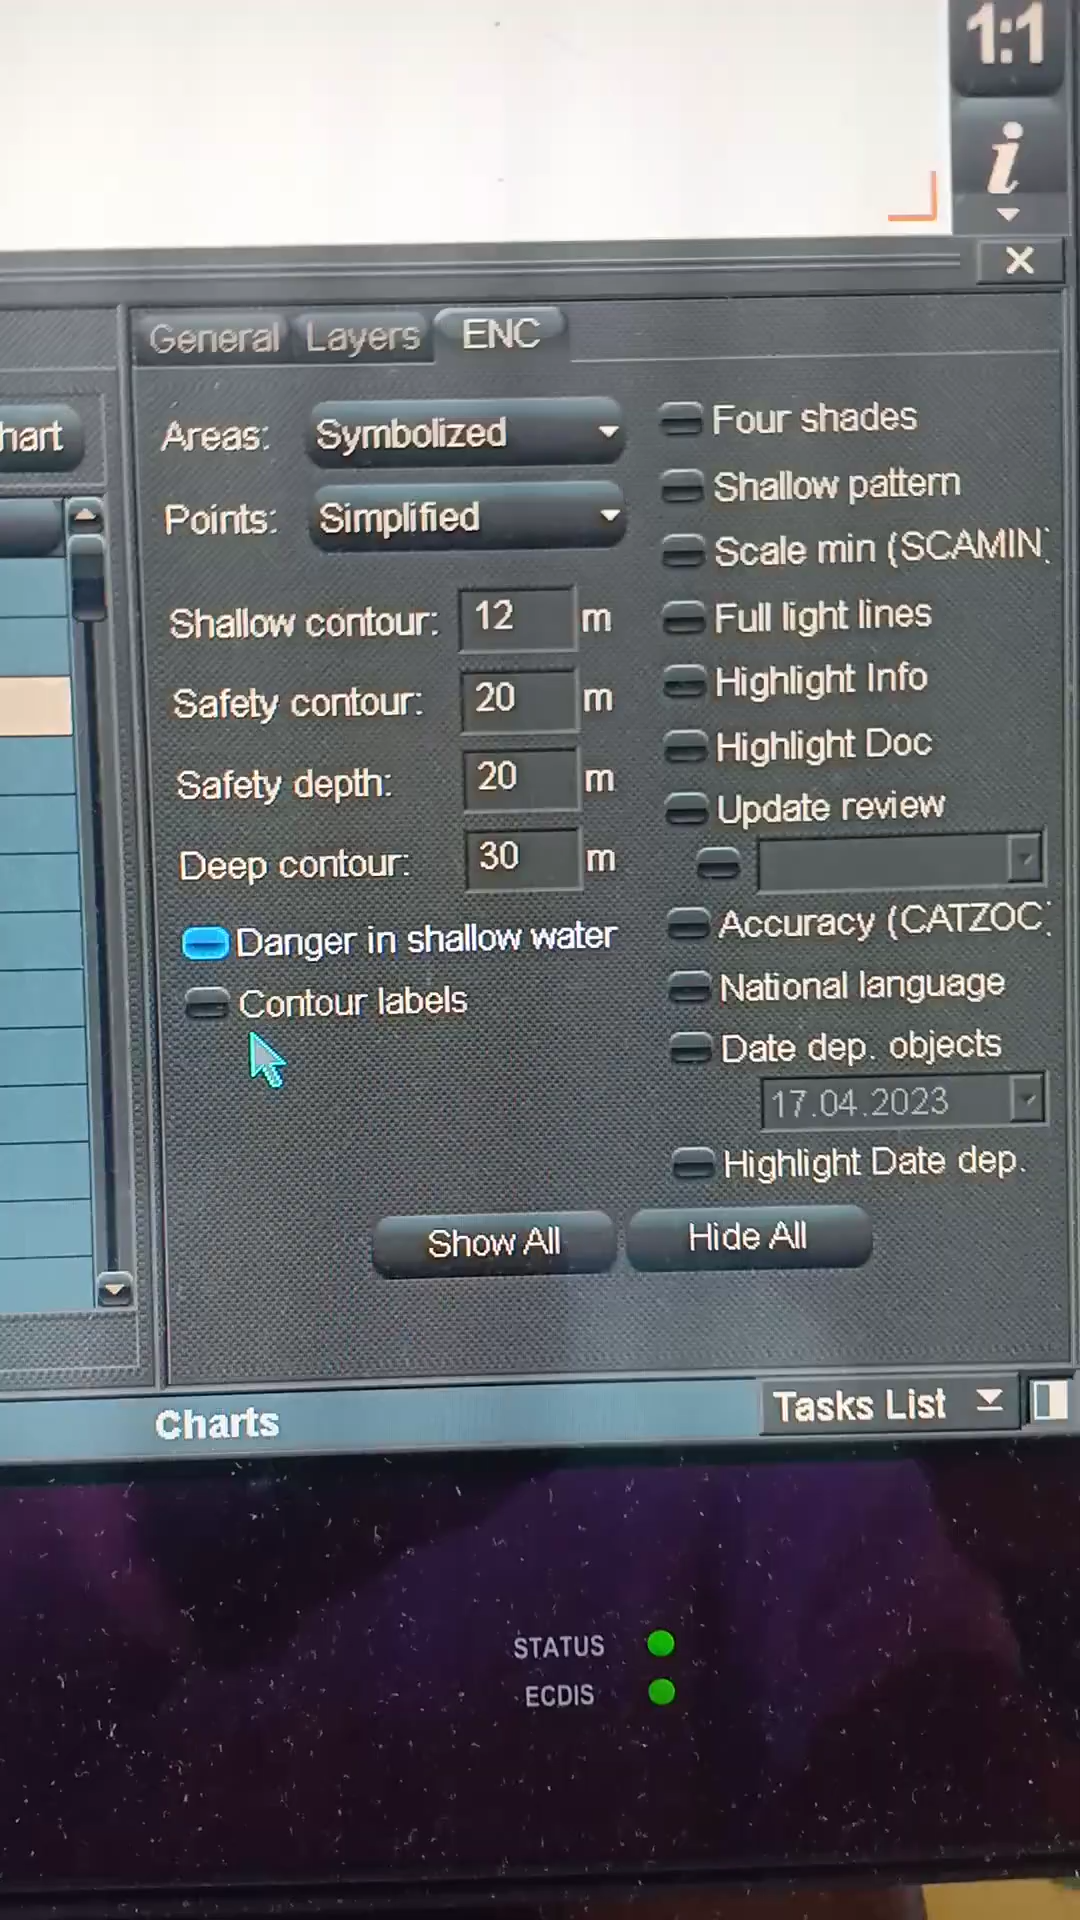 1:1
i
General Layers ENC
hart
Areas: Symbolized
Points: Simplified
Shallow contour: 12 m
Safety contour: 20 m
Safety depth: 20 m
Deep contour: 30 m
Danger in shallow water
Contour labels
Four shades
Shallow pattern
Scale min (SCAMIN)
Full light lines
Highlight Info
Highlight Doc
Update review
Accuracy (CATZOC)
National language
Date dep. objects
17.04.2023
Highlight Date dep.
Show All Hide All
Charts Tasks List
STATUS
ECDIS